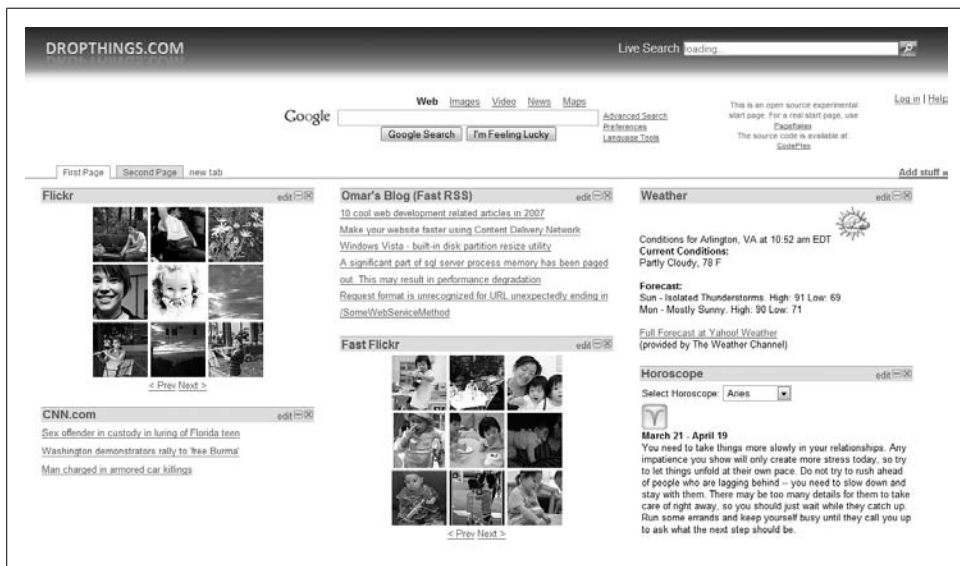 DROPTHINGS.COM
Live Search loading...
Web Images Video News Maps
Google
Advanced Search
Preferences
Language Tools
Google Search I'm Feeling Lucky
This is an open source experimental
start page. For a real start page, use
Pageflakes
The source code is available at:
CodePlex
Log in | Help
First Page Second Page new tab
Add stuff »
Flickr edit
< Prev Next >
CNN.com edit
Sex offender in custody in luring of Florida teen
Washington demonstrators rally to 'free Burma'
Man charged in armored car killings
Omar's Blog (Fast RSS) edit
10 cool web development related articles in 2007
Make your website faster using Content Delivery Network
Windows Vista - built-in disk partition resize utility
A significant part of sql server process memory has been paged
out. This may result in performance degradation
Request format is unrecognized for URL unexpectedly ending in
/SomeWebServiceMethod
Fast Flickr edit
< Prev Next >
Weather edit
Conditions for Arlington, VA at 10:52 am EDT
Current Conditions:
Partly Cloudy, 78 F
Forecast:
Sun - Isolated Thunderstorms. High: 91 Low: 69
Mon - Mostly Sunny. High: 90 Low: 71
Full Forecast at Yahoo! Weather
(provided by The Weather Channel)
Horoscope edit
Select Horoscope: Aries
March 21 - April 19
You need to take things more slowly in your relationships. Any
impatience you show will only create more stress today, so try
to let things unfold at their own pace. Do not try to rush ahead
of people who are lagging behind -- you need to slow down and
stay with them. There may be too many details for them to take
care of right away, so you should just wait while they catch up.
Run some errands and keep yourself busy until they call you up
to ask what the next step should be.